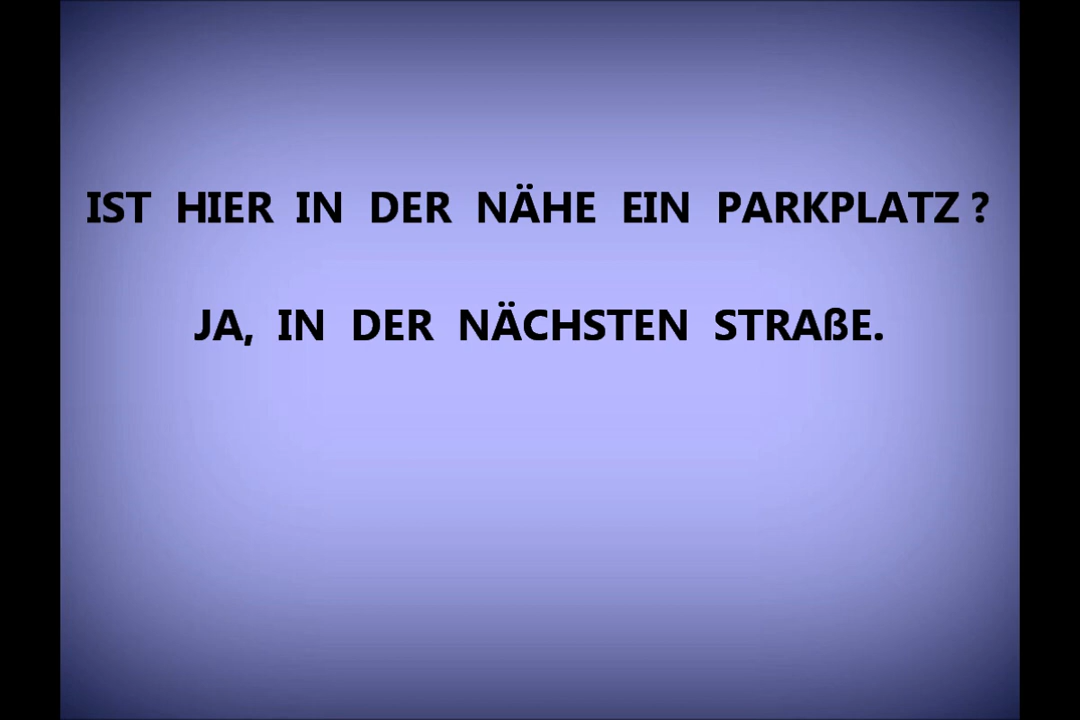 IST HIER IN DER NÄHE EIN PARKPLATZ ?
JA, IN DER NÄCHSTEN STRAßE.